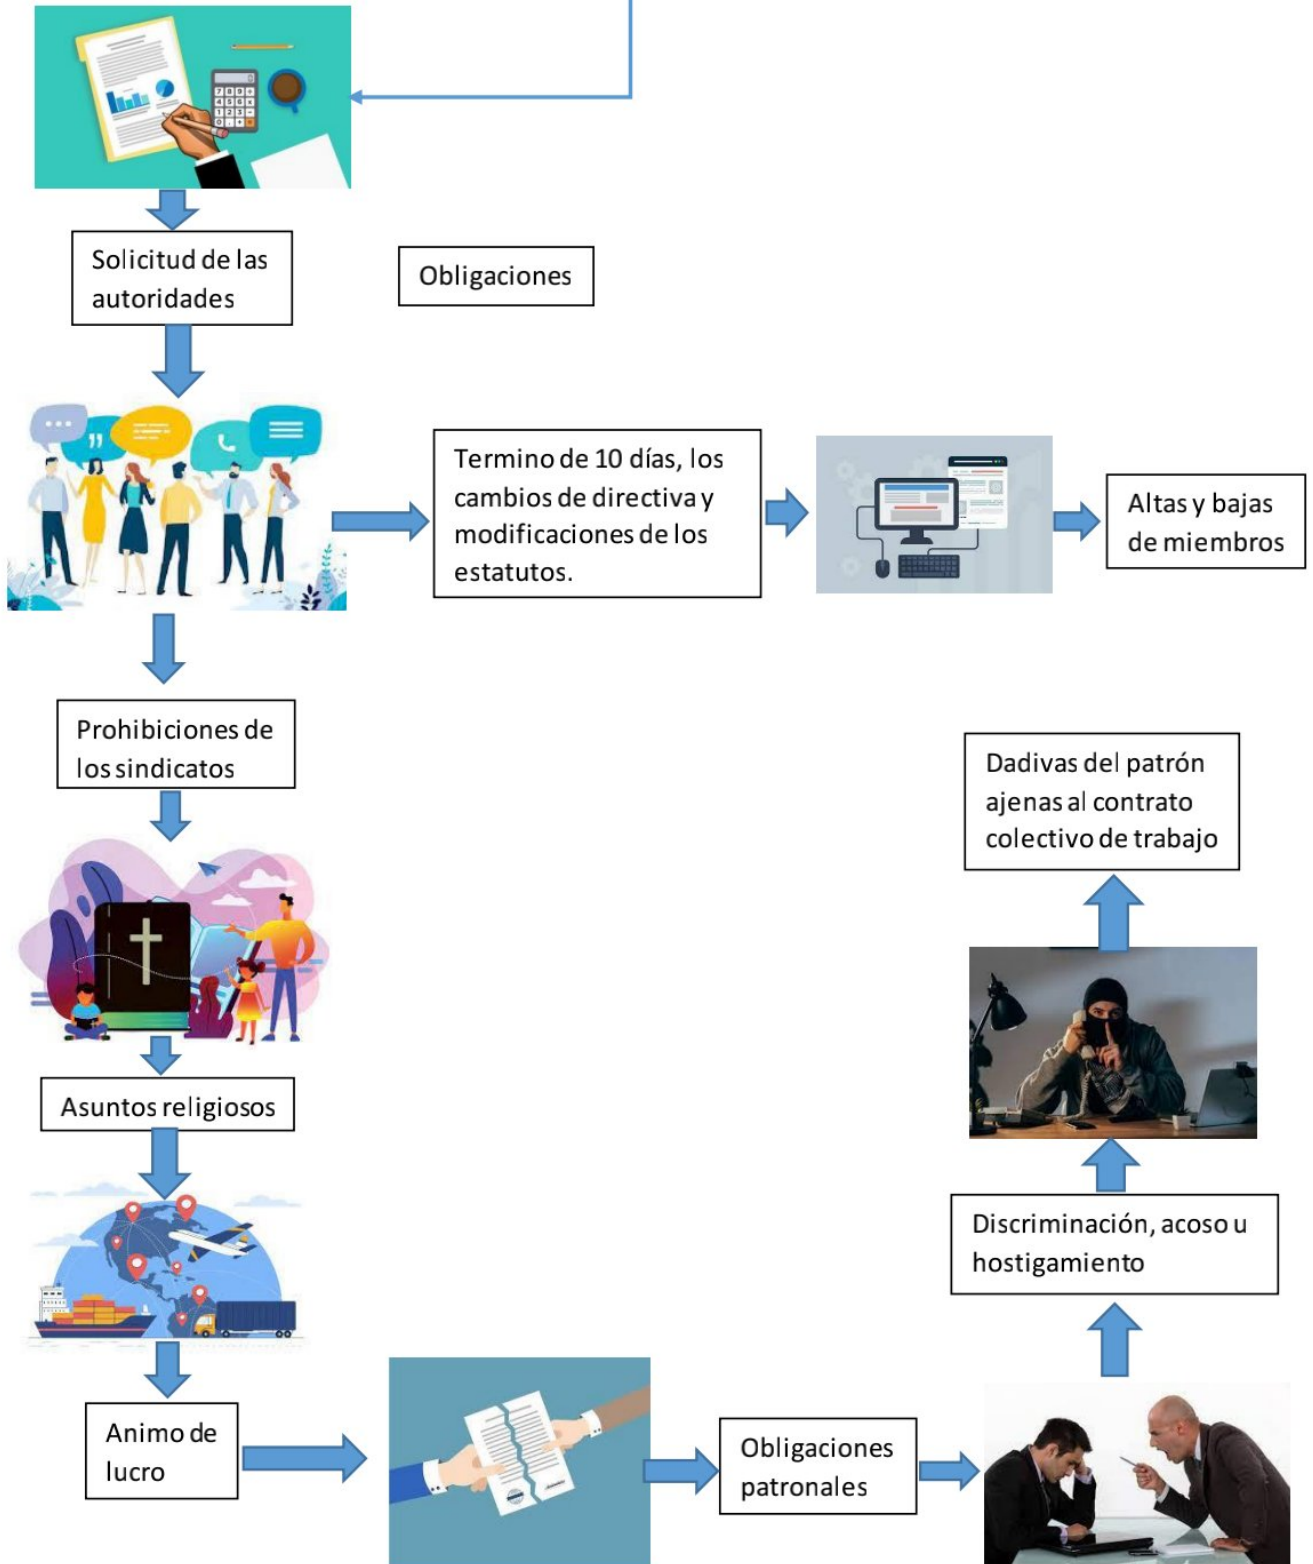 Solicitud de las
autoridades
Obligaciones
Termino de 10 días, los
cambios de directiva y
modificaciones de los
estatutos.
Altas y bajas
de miembros
Prohibiciones de
los sindicatos
Dadivas del patrón
ajenas al contrato
colectivo de trabajo
Asuntos religiosos
Discriminación, acoso u
hostigamiento
Animo de
lucro
Obligaciones
patronales